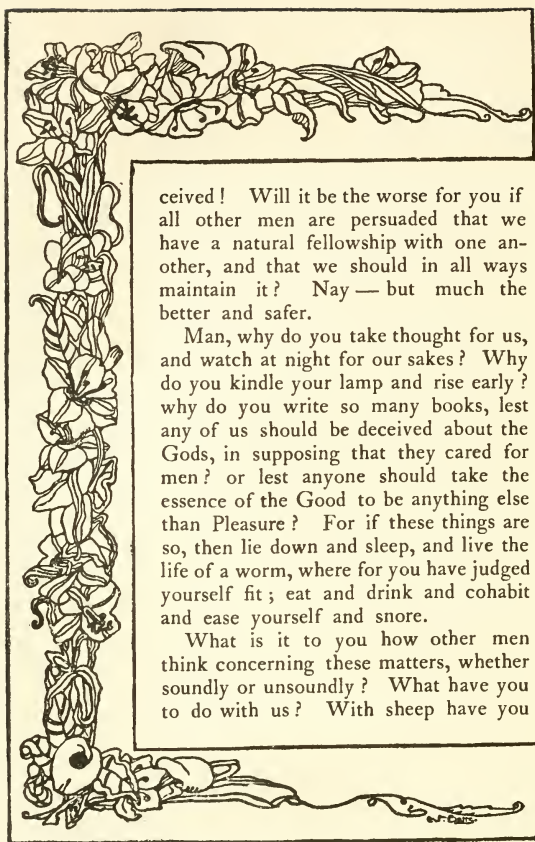 ceived! Will it be the worse for you if
all other men are persuaded that we
have a natural fellowship with one an-
other, and that we should in all ways
maintain it? Nay — but much the
better and safer.
Man, why do you take thought for us,
and watch at night for our sakes? Why
do you kindle your lamp and rise early?
why do you write so many books, lest
any of us should be deceived about the
Gods, in supposing that they cared for
men? or lest anyone should take the
essence of the Good to be anything else
than Pleasure? For if these things are
so, then lie down and sleep, and live the
life of a worm, where for you have judged
yourself fit; eat and drink and cohabit
and ease yourself and snore.
What is it to you how other men
think concerning these matters, whether
soundly or unsoundly? What have you
to do with us? With sheep have you